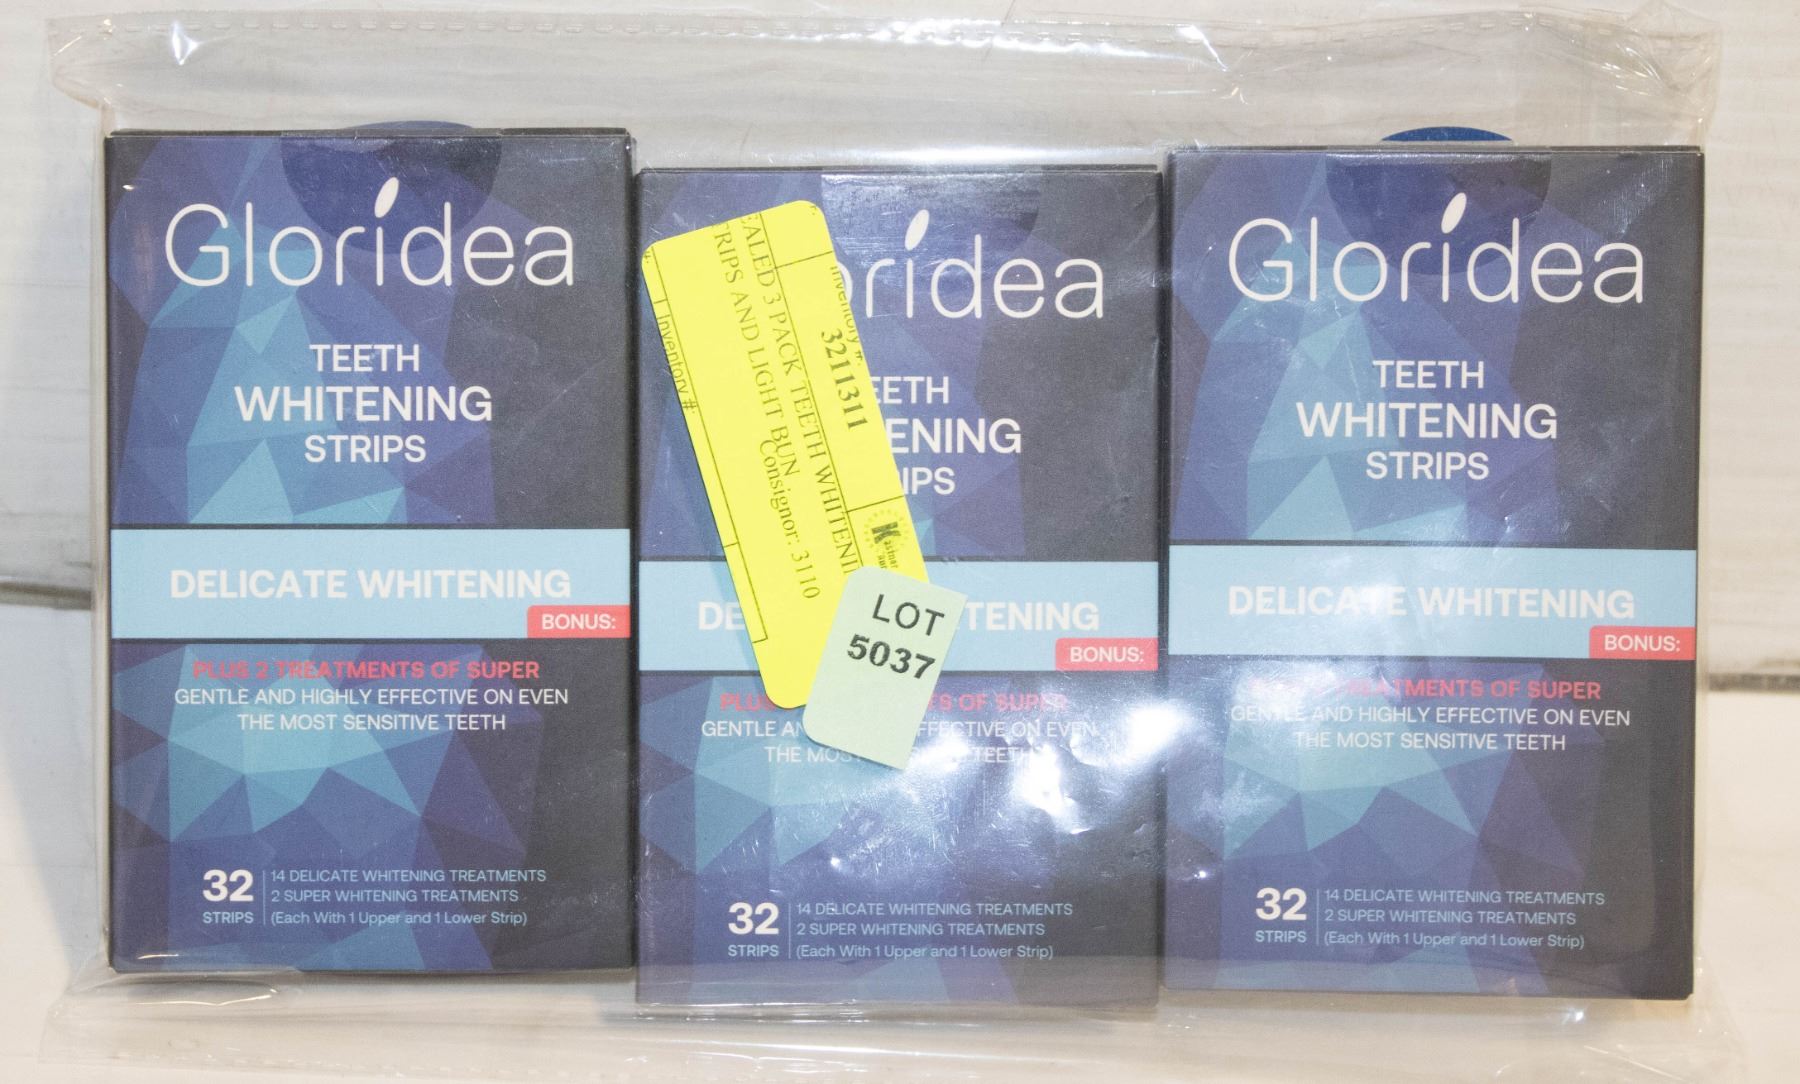 Gloridea
TEETH
WHITENING
STRIPS
DELICATE WHITENING
BONUS:
PLUS 2 TREATMENTS OF SUPER
GENTLE AND HIGHLY EFFECTIVE ON EVEN
THE MOST SENSITIVE TEETH
32
STRIPS
14 DELICATE WHITENING TREATMENTS
2 SUPER WHITENING TREATMENTS
(Each With 1 Upper and 1 Lower Strip)
oridea
EETH
ENING
IPS
DE TENING
BONUS:
PLUS TS OF SUPER
GENTLE AN FFECTIVE ON EVEN
THE MOS TEETH
32
STRIPS
14 DELICATE WHITENING TREATMENTS
2 SUPER WHITENING TREATMENTS
(Each With 1 Upper and 1 Lower Strip)
Inventory #:
3211311
EALED 3 PACK TEETH WHITENI
RIPS AND LIGHT BUN
Consignor: 3110
Inventory #:
LOT
5037
Gloridea
TEETH
WHITENING
STRIPS
DELICATE WHITENING
BONUS:
TREATMENTS OF SUPER
GENTLE AND HIGHLY EFFECTIVE ON EVEN
THE MOST SENSITIVE TEETH
32
STRIPS
14 DELICATE WHITENING TREATMENTS
2 SUPER WHITENING TREATMENTS
(Each With 1 Upper and 1 Lower Strip)